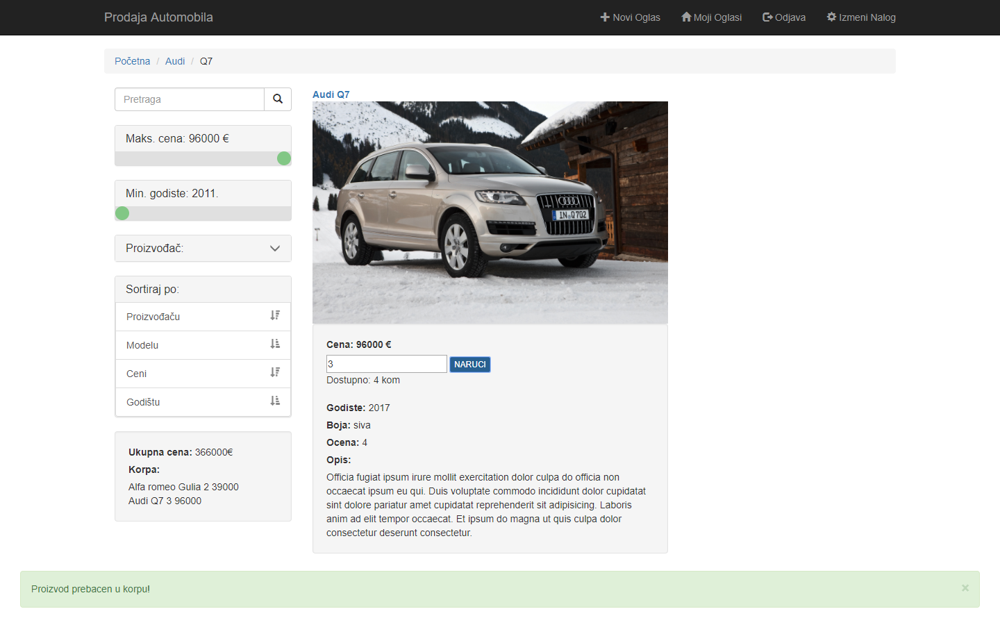 Prodaja Automobila
Novi Oglas
Moji Oglasi
Odjava
Izmeni Nalog
Početna / Audi / Q7
Pretraga
Maks. cena: 96000 €
Min. godiste: 2011.
Proizvođač:
Sortiraj po:
Proizvođaču
Modelu
Ceni
Godištu
Ukupna cena: 366000€
Korpa:
Alfa romeo Gulia 2 39000
Audi Q7 3 96000
Audi Q7
IN Q702
Cena: 96000 €
3 NARUCI
Dostupno: 4 kom
Godiste: 2017
Boja: siva
Ocena: 4
Opis:
Officia fugiat ipsum irure mollit exercitation dolor culpa do officia non
occaecat ipsum eu qui. Duis voluptate commodo incididunt dolor cupidatat
sint dolore pariatur amet cupidatat reprehenderit sit adipisicing. Laboris
anim ad elit tempor occaecat. Et ipsum do magna ut quis culpa dolor
consectetur deserunt consectetur.
Proizvod prebacen u korpu!
×